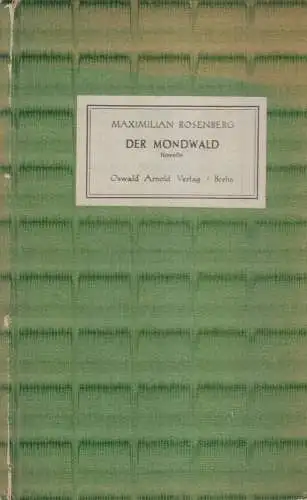 MAXIMILIAN ROSENBERG
DER MONDWALD
Novelle
Oswald Arnold Verlag / Berlin